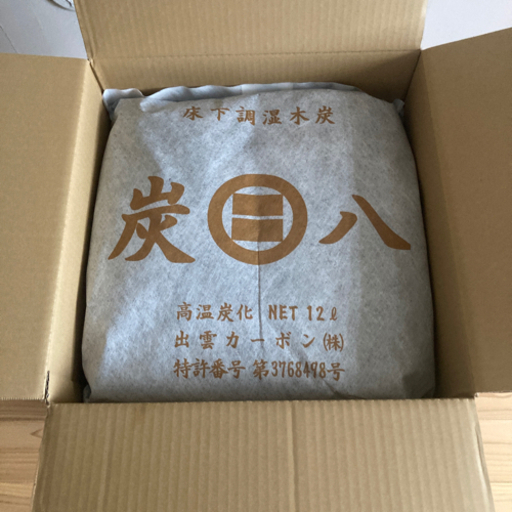 床下調湿木炭
炭 八
高温炭化 NET 12ℓ
出雲カーボン(株)
特許番号 第3768498号